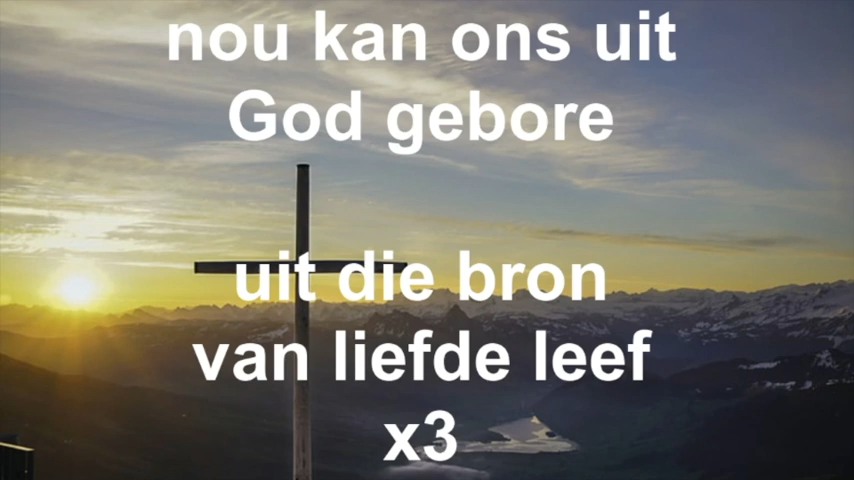 nou kan ons uit
God gebore
uit die bron
van liefde leef
x3